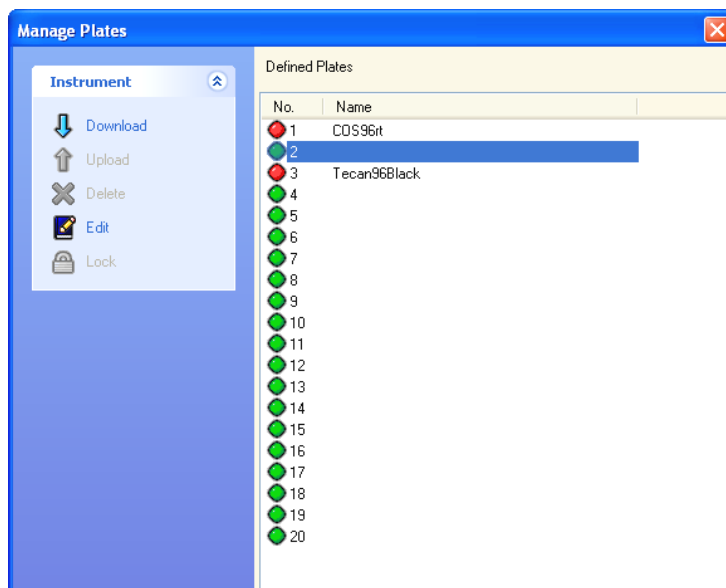 Manage Plates
Instrument
Download
Upload
Delete
Edit
Lock
Defined Plates
No. Name
1 COS96rt
2
3 Tecan96Black
4
5
6
7
8
9
10
11
12
13
14
15
16
17
18
19
20